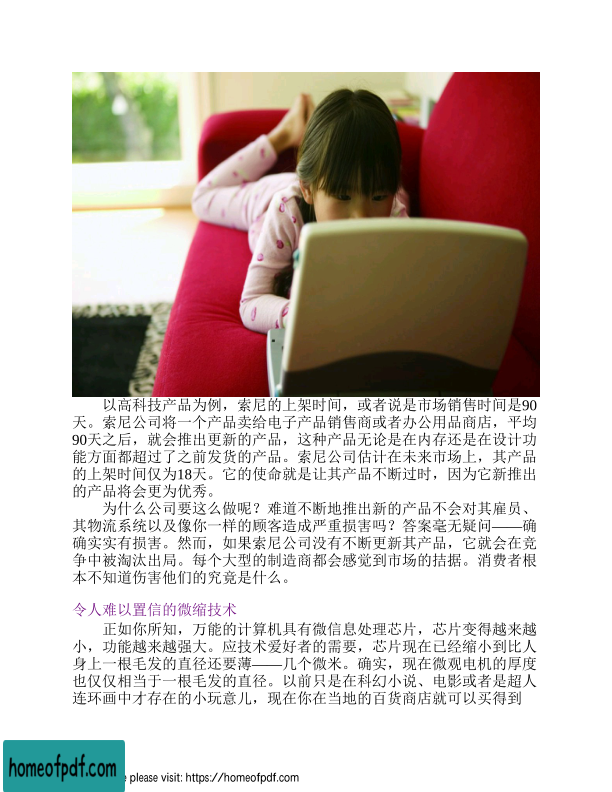 以高科技产品为例，索尼的上架时间，或者说是市场销售时间是90
天。索尼公司将一个产品卖给电子产品销售商或者办公用品商店，平均
90天之后，就会推出更新的产品，这种产品无论是在内存还是在设计功
能方面都超过了之前发货的产品。索尼公司估计在未来市场上，其产品
的上架时间仅为18天。它的使命就是让其产品不断过时，因为它新推出
的产品将会更为优秀。
为什么公司要这么做呢？难道不断地推出新的产品不会对其雇员、
其物流系统以及像你一样的顾客造成严重损害吗？答案毫无疑问——确
确实实有损害。然而，如果索尼公司没有不断更新其产品，它就会在竞
争中被淘汰出局。每个大型的制造商都会感觉到市场的拮据。消费者根
本不知道伤害他们的究竟是什么。
令人难以置信的微缩技术
正如你所知，万能的计算机具有微信息处理芯片，芯片变得越来越
小，功能越来越强大。应技术爱好者的需要，芯片现在已经缩小到比人
身上一根毛发的直径还要薄——几个微米。确实，现在微观电机的厚度
也仅仅相当于一根毛发的直径。以前只是在科幻小说、电影或者是超人
连环画中才存在的小玩意儿，现在你在当地的百货商店就可以买得到
homeofpdf.com
please visit: https://homeofpdf.com